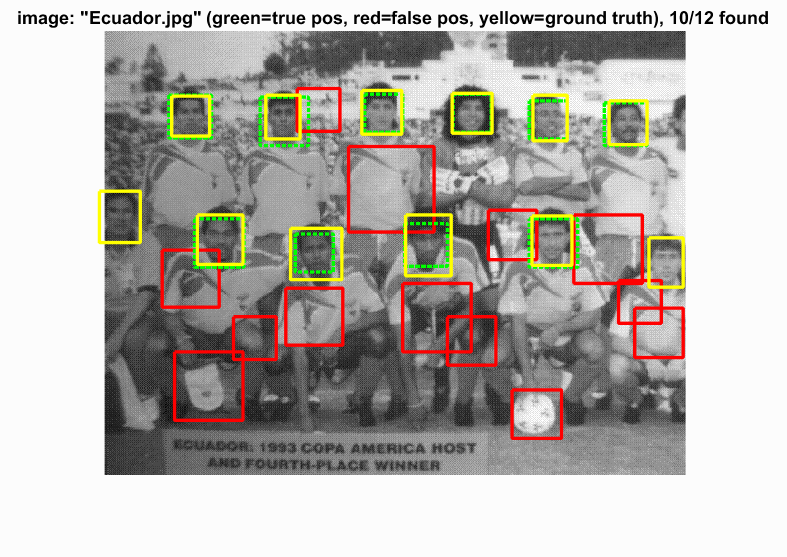 image: "Ecuador.jpg" (green=true pos, red=false pos, yellow=ground truth), 10/12 found
ECUADOR: 1993 COPA AMERICA HOST
AND FOURTH-PLACE WINNER